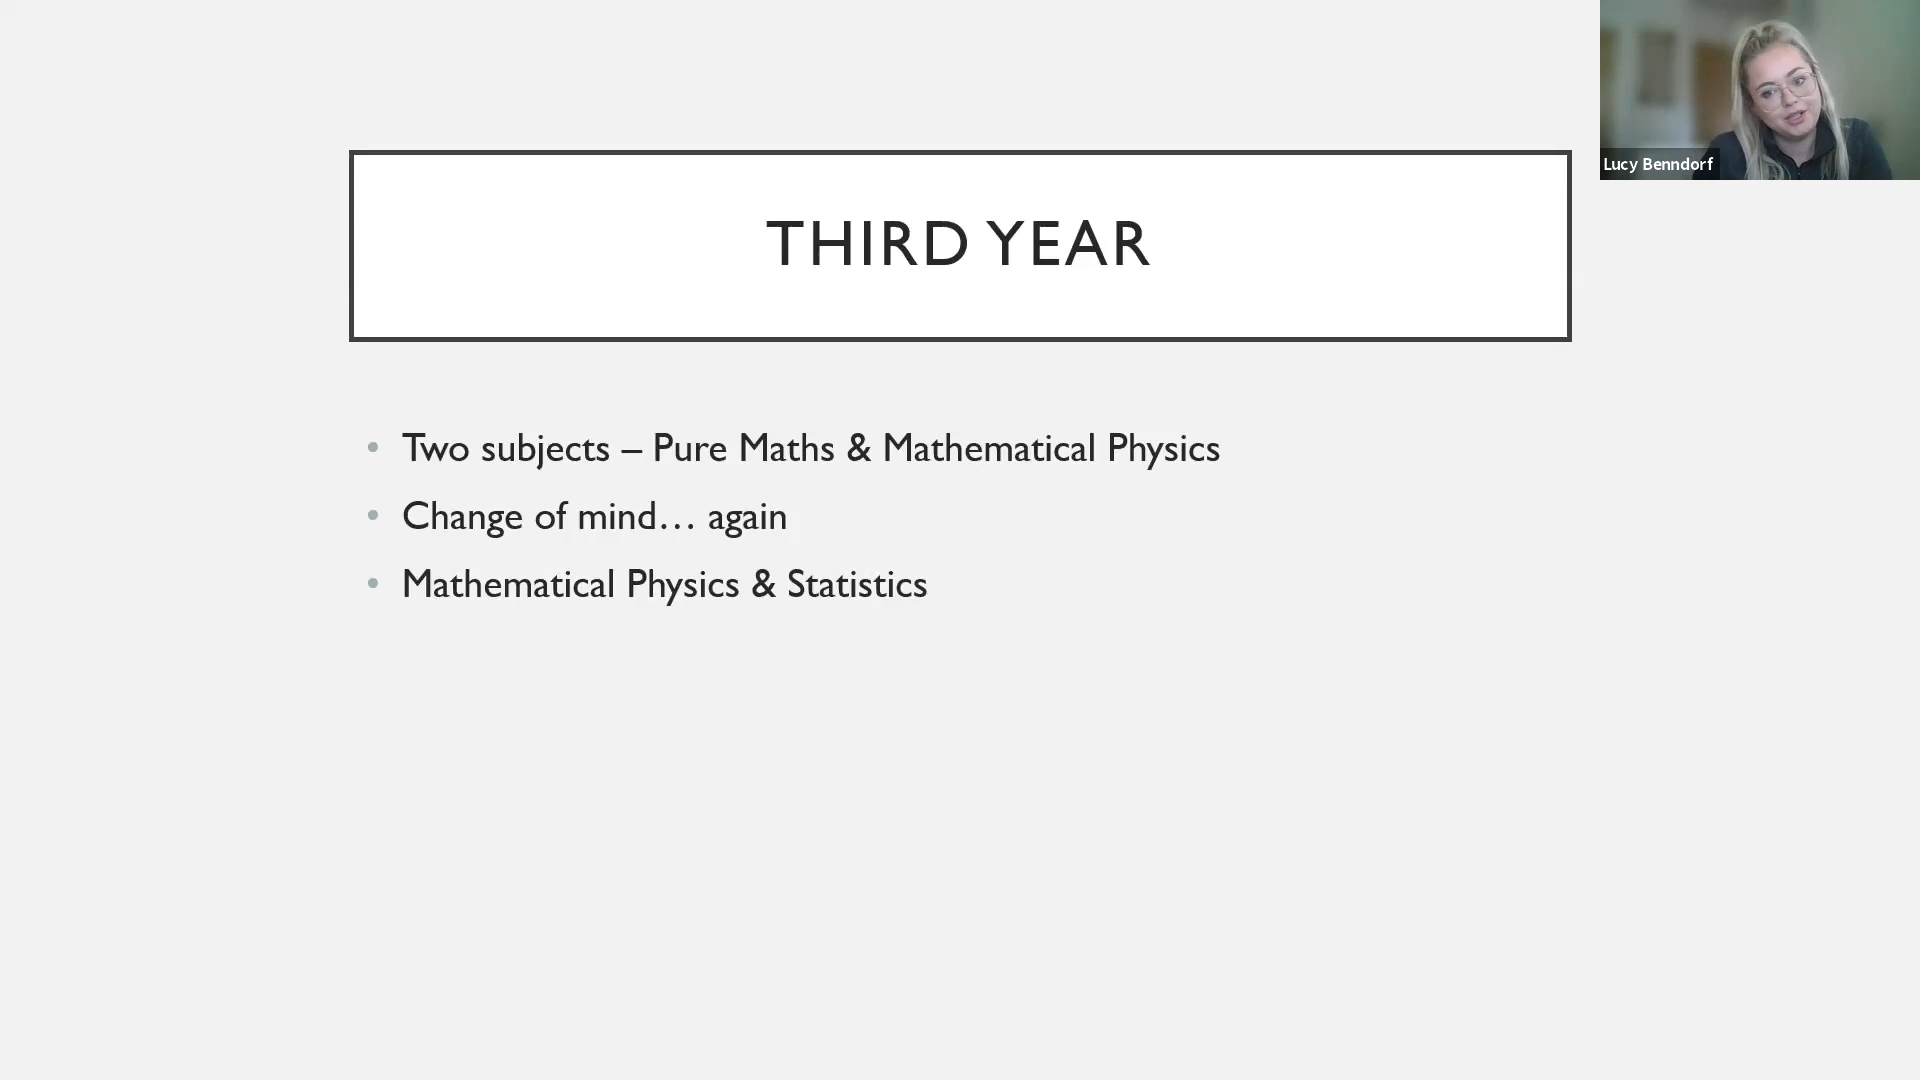 Lucy Benndorf
THIRD YEAR
• Two subjects – Pure Maths & Mathematical Physics
• Change of mind… again
• Mathematical Physics & Statistics